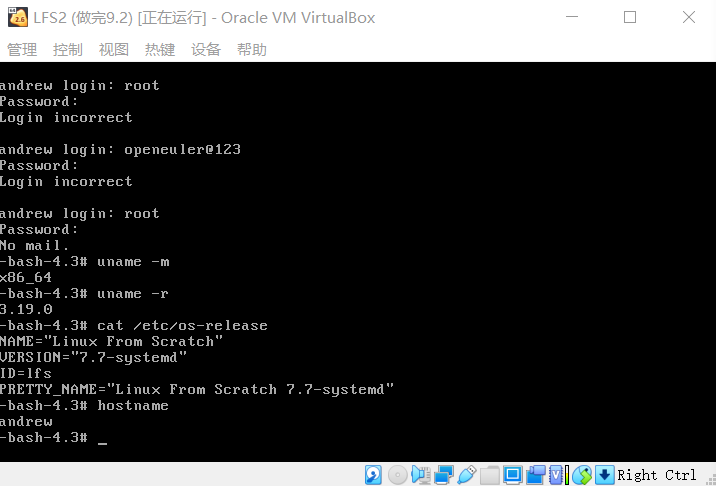 LFS2 (做完9.2) [正在运行] - Oracle VM VirtualBox
管理 控制 视图 热键 设备 帮助
andrew login: root
Password:
Login incorrect
andrew login: openeuler@123
Password:
Login incorrect
andrew login: root
Password:
No mail.
-bash-4.3# uname -m
x86_64
-bash-4.3# uname -r
3.19.0
-bash-4.3# cat /etc/os-release
NAME="Linux From Scratch"
VERSION="7.7-systemd"
ID=lfs
PRETTY_NAME="Linux From Scratch 7.7-systemd"
-bash-4.3# hostname
andrew
-bash-4.3# _
Right Ctrl